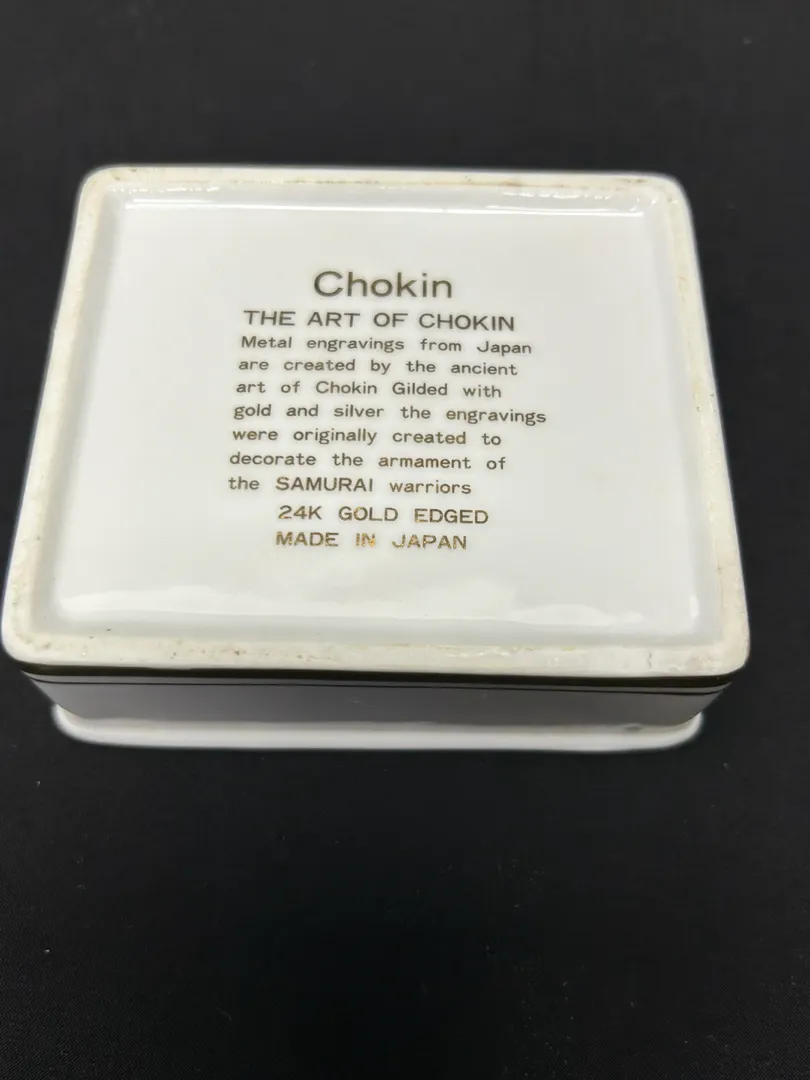 Chokin
THE ART OF CHOKIN
Metal engravings from Japan
are created by the ancient
art of Chokin Gilded with
gold and silver the engravings
were originally created to
decorate the armament of
the SAMURAI warriors
24K GOLD EDGED
MADE IN JAPAN